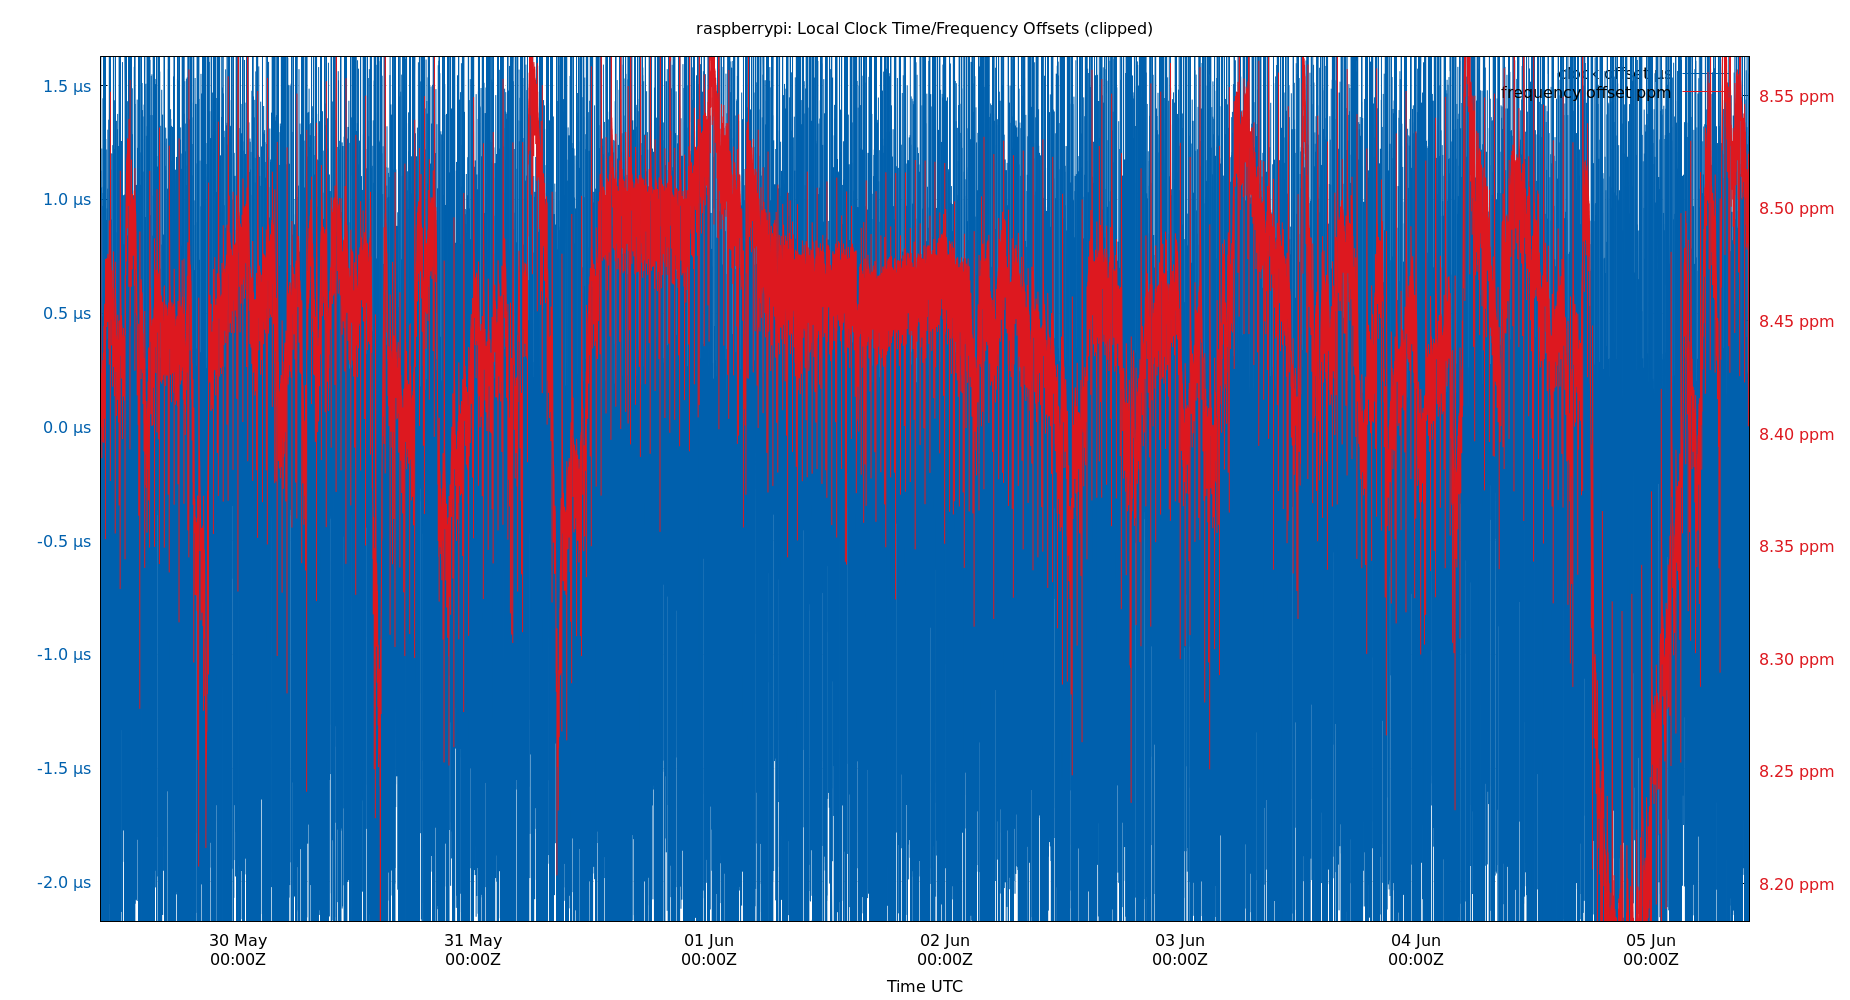 raspberrypi: Local Clock Time/Frequency Offsets (clipped)
clock offset µs
frequency offset ppm
1.5 µs
1.0 µs
0.5 µs
0.0 µs
-0.5 µs
-1.0 µs
-1.5 µs
-2.0 µs
8.55 ppm
8.50 ppm
8.45 ppm
8.40 ppm
8.35 ppm
8.30 ppm
8.25 ppm
8.20 ppm
30 May
00:00Z
31 May
00:00Z
01 Jun
00:00Z
02 Jun
00:00Z
03 Jun
00:00Z
04 Jun
00:00Z
05 Jun
00:00Z
Time UTC